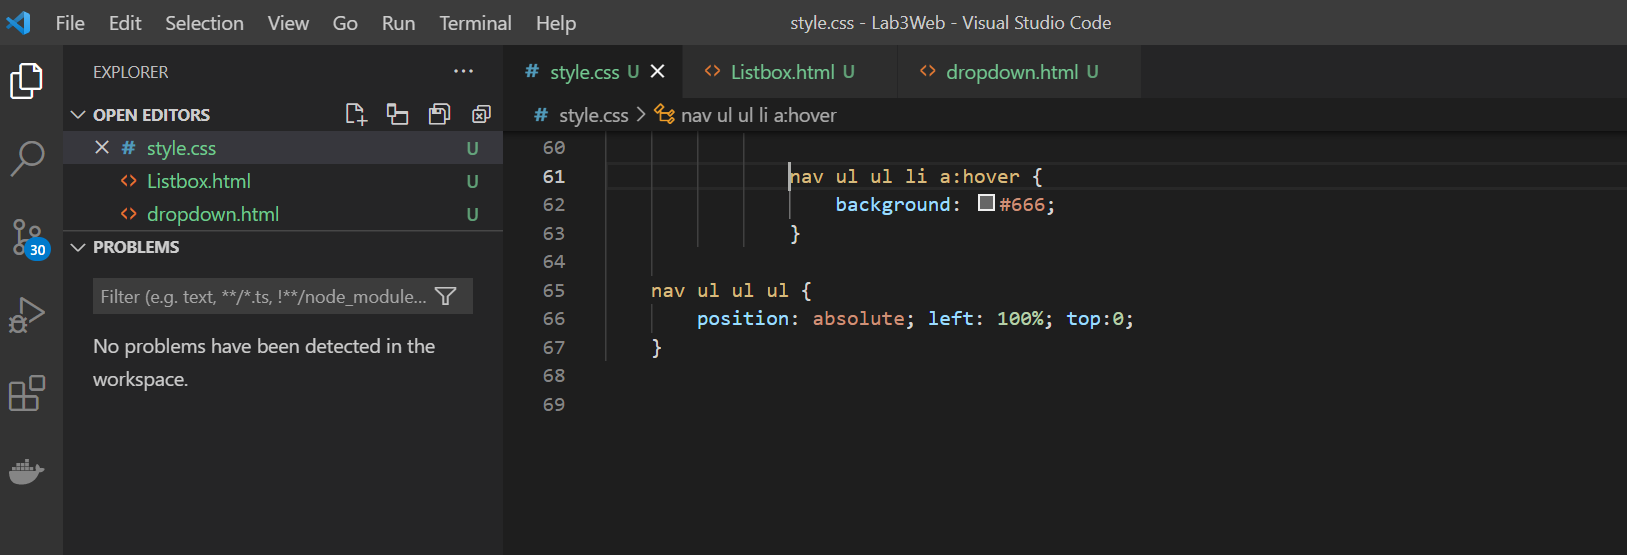 File Edit Selection View Go Run Terminal Help
style.css - Lab3Web - Visual Studio Code
EXPLORER
OPEN EDITORS
style.css U
Listbox.html U
dropdown.html U
PROBLEMS
Filter (e.g. text, **/*.ts, !**/node_module...
No problems have been detected in the
workspace.
30
style.css U
Listbox.html U
dropdown.html U
# style.css > nav ul ul li a:hover
60
61 nav ul ul li a:hover {
62 background: #666;
63 }
64
65 nav ul ul ul {
66 position: absolute; left: 100%; top:0;
67 }
68
69